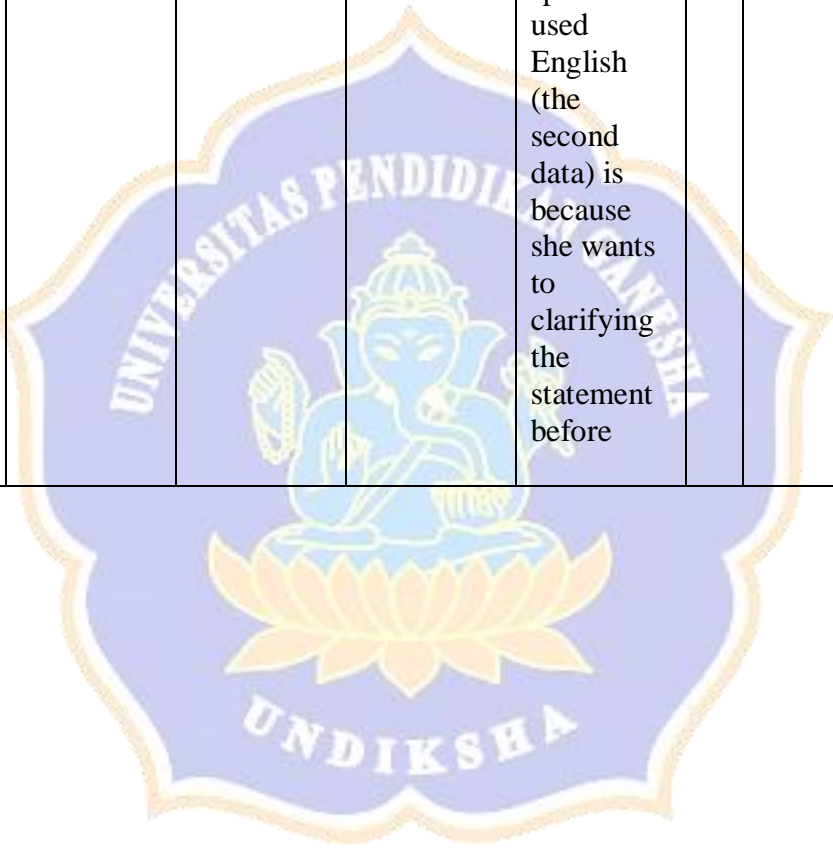 used
English
(the
second
data) is
because
she wants
to
clarifying
the
statement
before
UNIVERSITAS PENDIDIKAN GANESHA
UNDIKSHA